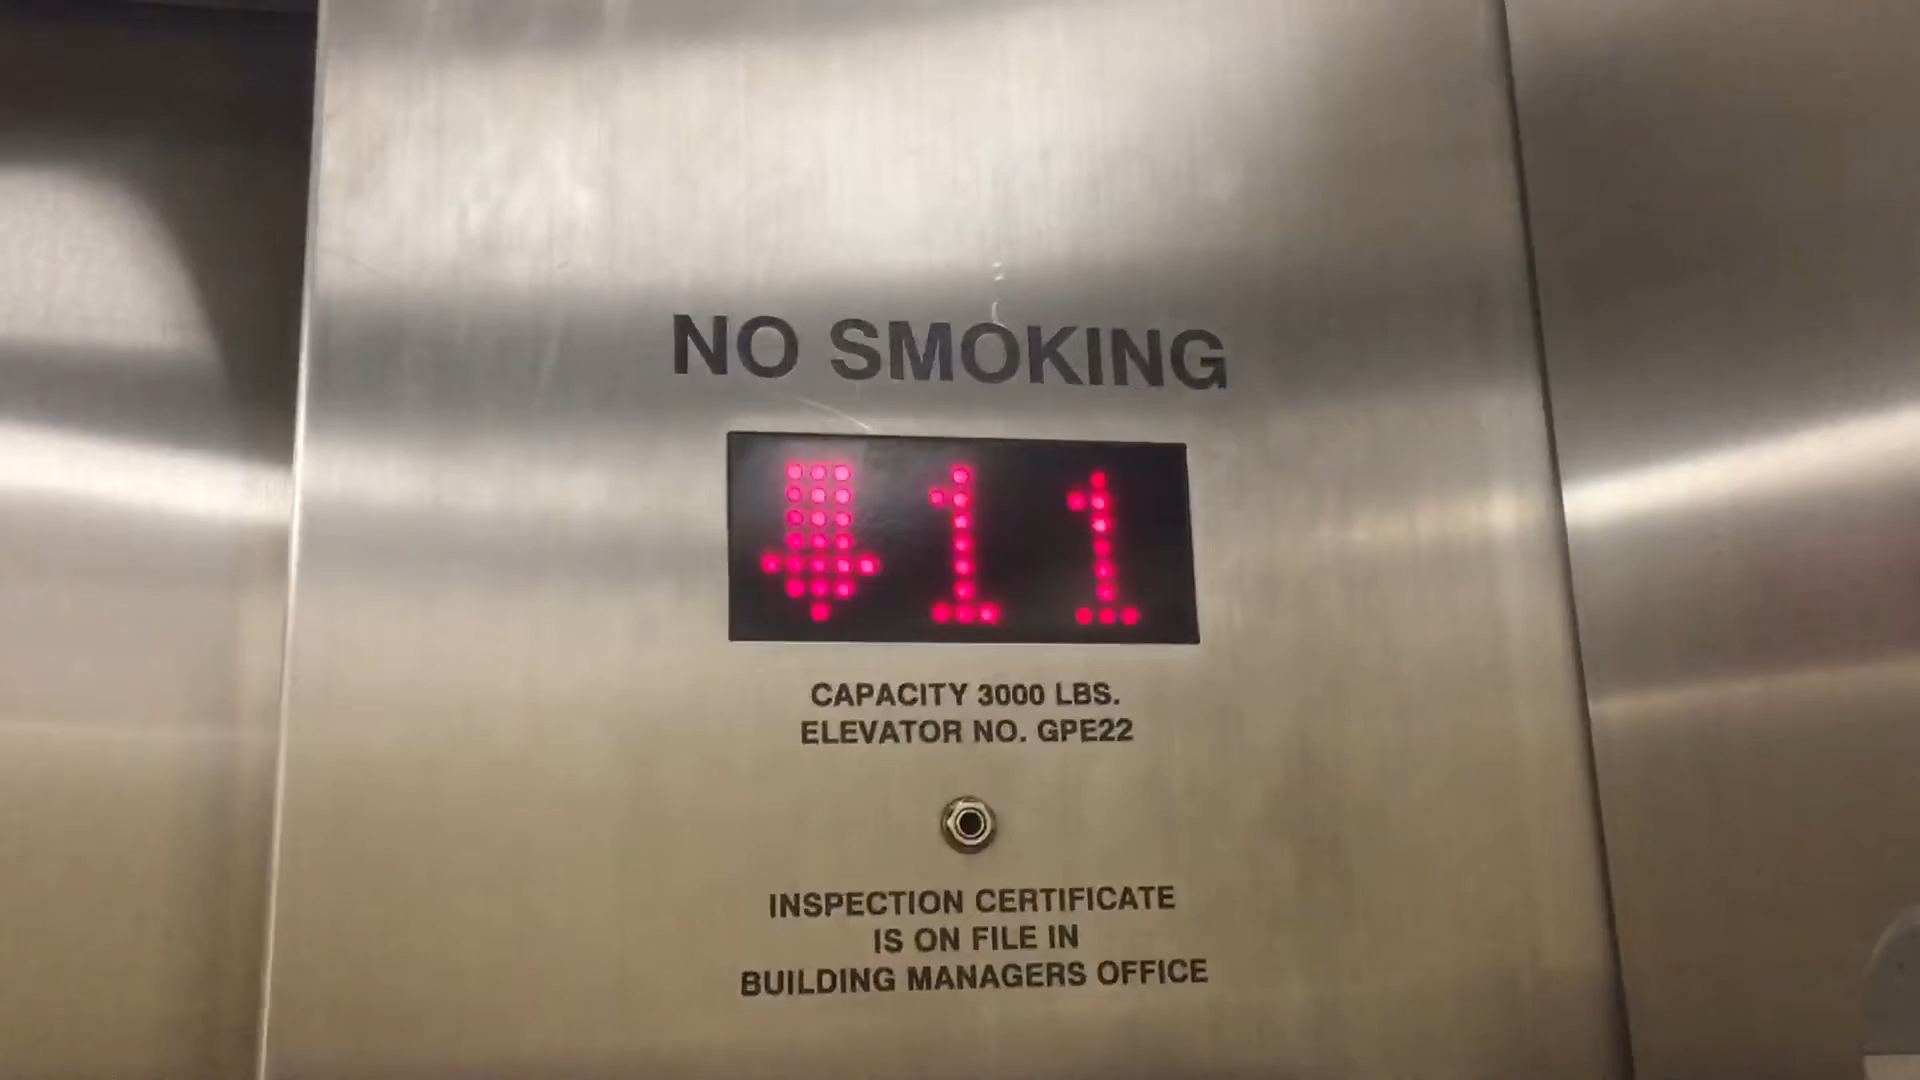 NO SMOKING
↓ 11
CAPACITY 3000 LBS.
ELEVATOR NO. GPE22
INSPECTION CERTIFICATE
IS ON FILE IN
BUILDING MANAGERS OFFICE